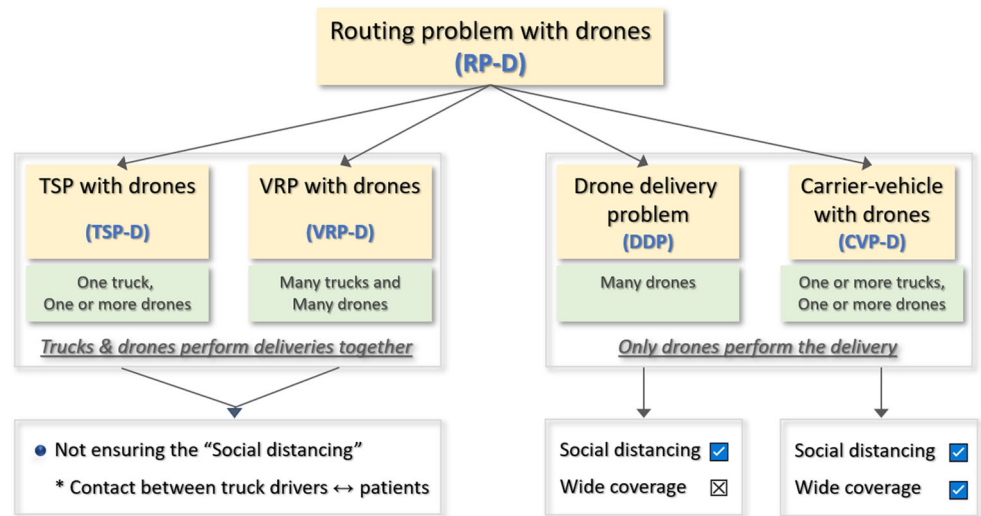 Routing problem with drones
(RP-D)
TSP with drones
(TSP-D)
One truck,
One or more drones
VRP with drones
(VRP-D)
Many trucks and
Many drones
Trucks & drones perform deliveries together
Drone delivery
problem
(DDP)
Many drones
Carrier-vehicle
with drones
(CVP-D)
One or more trucks,
One or more drones
Only drones perform the delivery
Not ensuring the “Social distancing”
* Contact between truck drivers ↔ patients
Social distancing ☑
Wide coverage ☒
Social distancing ☑
Wide coverage ☑